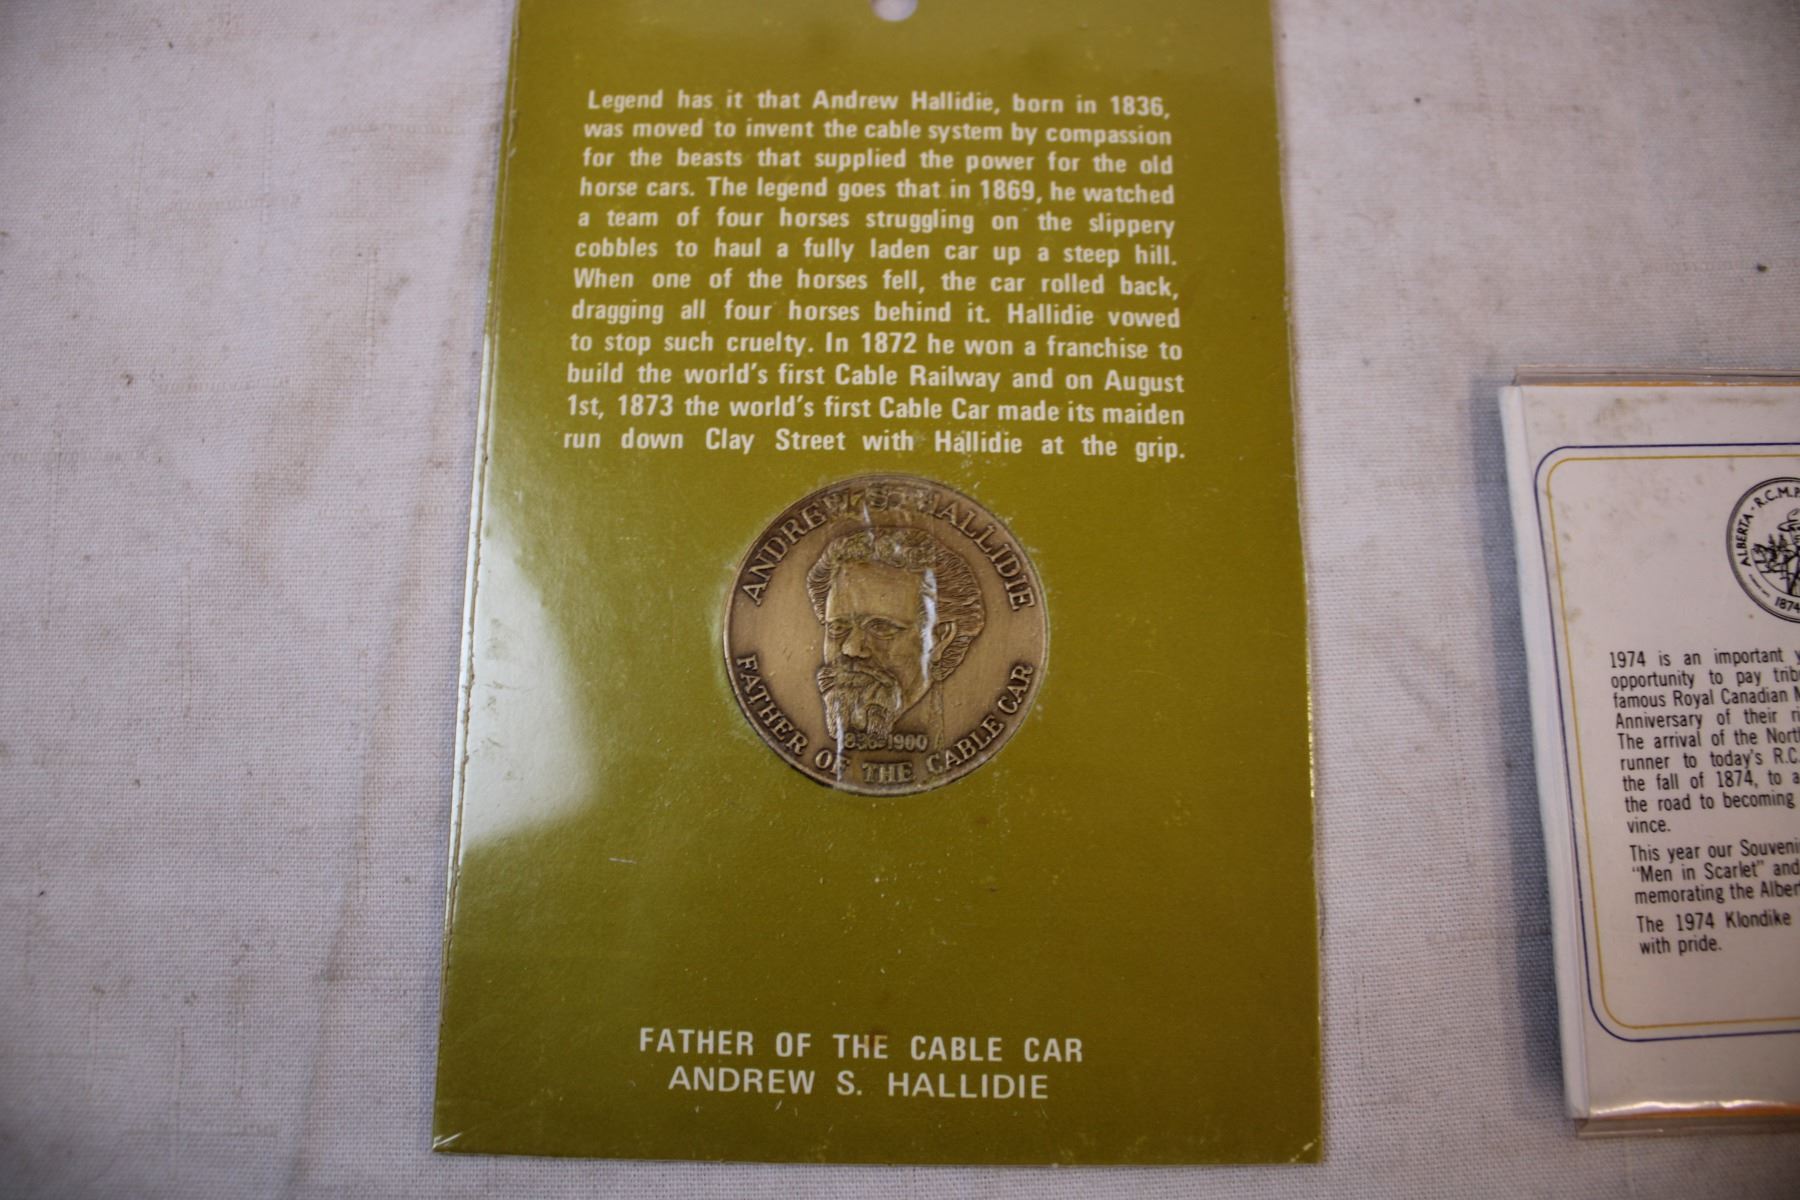 Legend has it that Andrew Hallidie, born in 1836,
was moved to invent the cable system by compassion
for the beasts that supplied the power for the old
horse cars. The legend goes that in 1869, he watched
a team of four horses struggling on the slippery
cobbles to haul a fully laden car up a steep hill.
When one of the horses fell, the car rolled back,
dragging all four horses behind it. Hallidie vowed
to stop such cruelty. In 1872 he won a franchise to
build the world's first Cable Railway and on August
1st, 1873 the world's first Cable Car made its maiden
run down Clay Street with Hallidie at the grip.
ANDREW S. HALLIDIE
1836-1900
FATHER OF THE CABLE CAR
FATHER OF THE CABLE CAR
ANDREW S. HALLIDIE
ALBERTA - R.C.M.P.
1874
1974 is an important
opportunity to pay
famous Royal Canadian
Anniversary of their
The arrival of the
runner to today's R.C.
the fall of 1874, to
the road to becoming
vince.
This year our
"Men in Scarlet" and
memorating the
The 1974 Klondike
with pride.